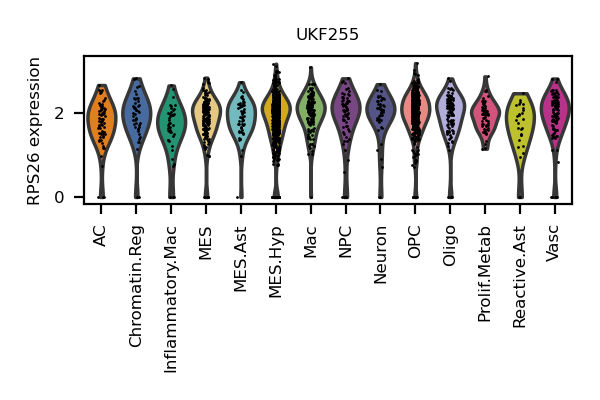 UKF255
RPS26 expression
2
0
AC
Chromatin.Reg
Inflammatory.Mac
MES
MES.Ast
MES.Hyp
Mac
NPC
Neuron
OPC
Oligo
Prolif.Metab
Reactive.Ast
Vasc